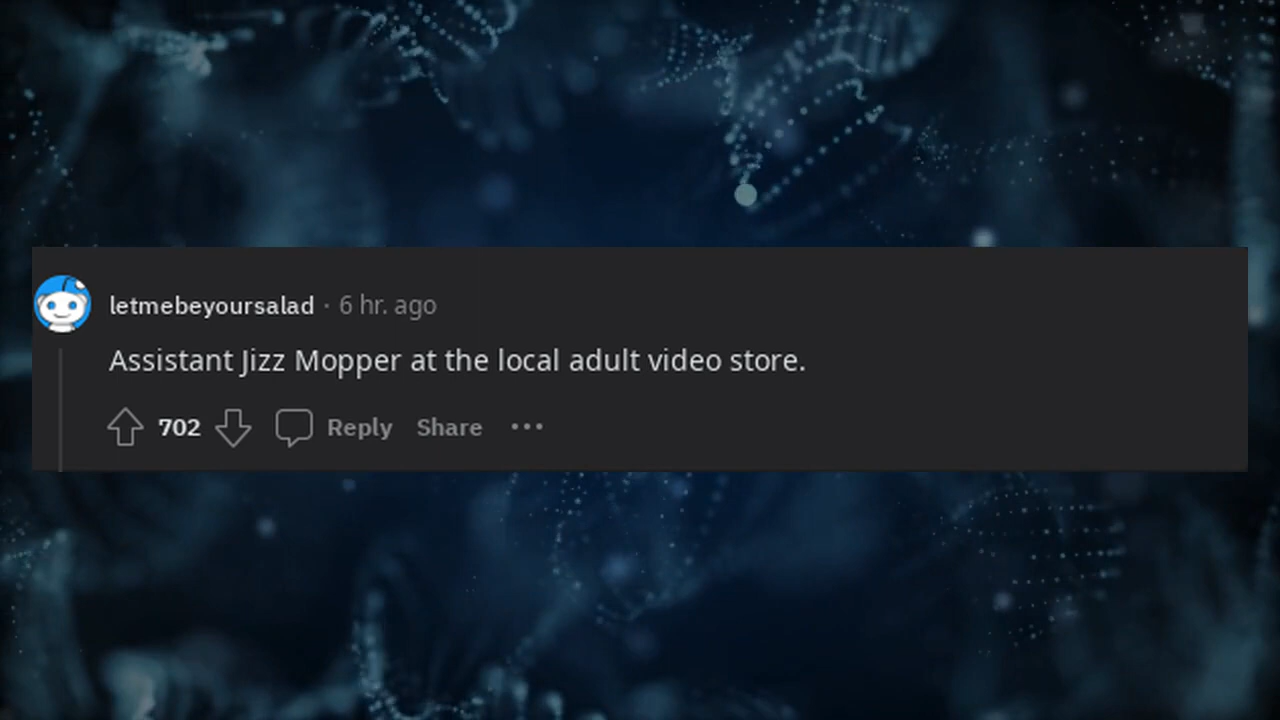 letmebeyoursalad · 6 hr. ago
Assistant Jizz Mopper at the local adult video store.
702 Reply Share